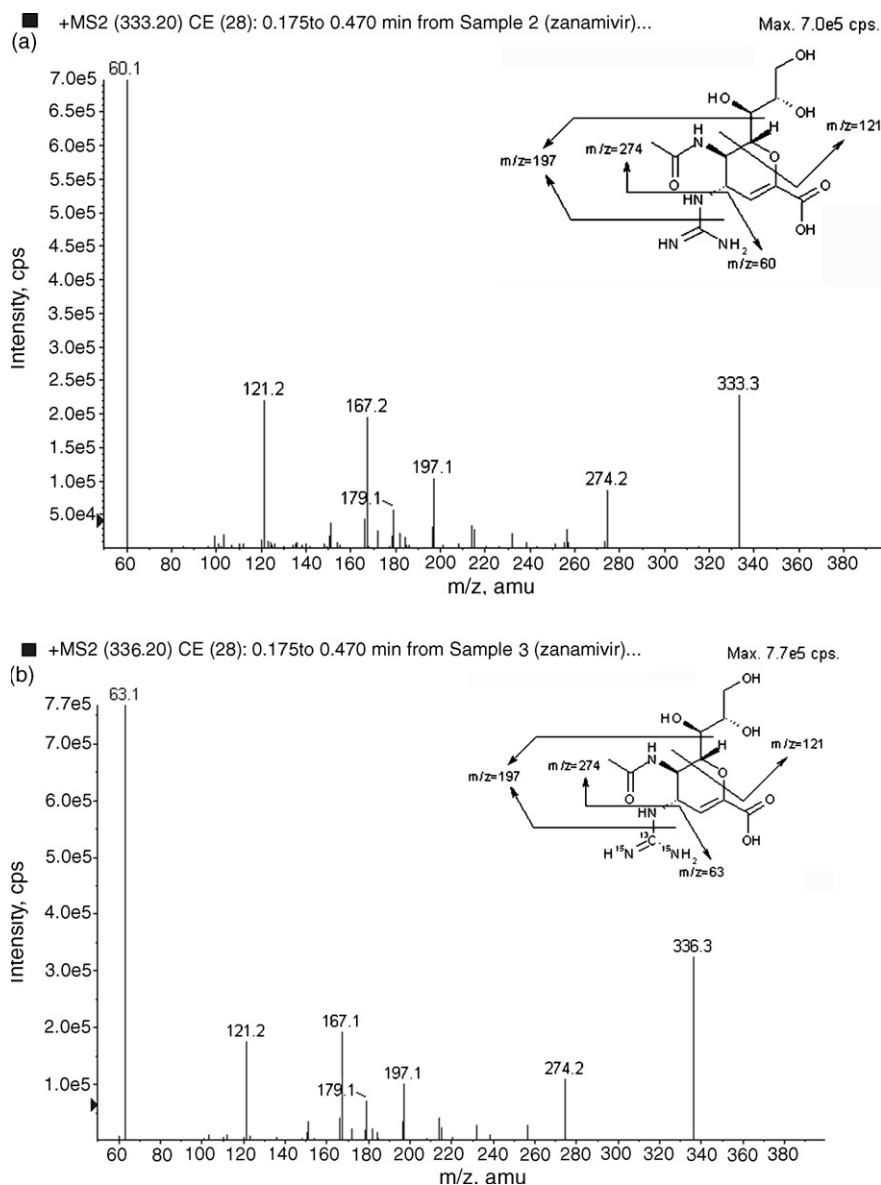 +MS2 (333.20) CE (28): 0.175to 0.470 min from Sample 2 (zanamivir)... Max. 7.0e5 cps.
(a)
60.1
7.0e5
6.5e5
6.0e5
5.5e5
5.0e5
4.5e5
4.0e5
3.5e5
3.0e5
2.5e5
2.0e5
1.5e5
1.0e5
5.0e4
Intensity, cps
121.2
167.2
179.1
197.1
274.2
333.3
OH
HO
OH
H
H
N
O
O
O
OH
HN
HN
NH2
m/z=121
m/z=197
m/z=274
m/z=60
60 80 100 120 140 160 180 200 220 240 260 280 300 320 340 360 380 400
m/z, amu
+MS2 (336.20) CE (28): 0.175to 0.470 min from Sample 3 (zanamivir)...
Max. 7.7e5 cps.
(b)
63.1
7.7e5
7.0e5
6.0e5
5.0e5
4.0e5
3.0e5
2.0e5
1.0e5
Intensity, cps
121.2
167.1
179.1
197.1
274.2
336.3
OH
HO
OH
H
H
N
O
O
O
OH
HN
13
H15N
15NH2
m/z=121
m/z=197
m/z=274
m/z=63
60 80 100 120 140 160 180 200 220 240 260 280 300 320 340 360 380
m/z, amu